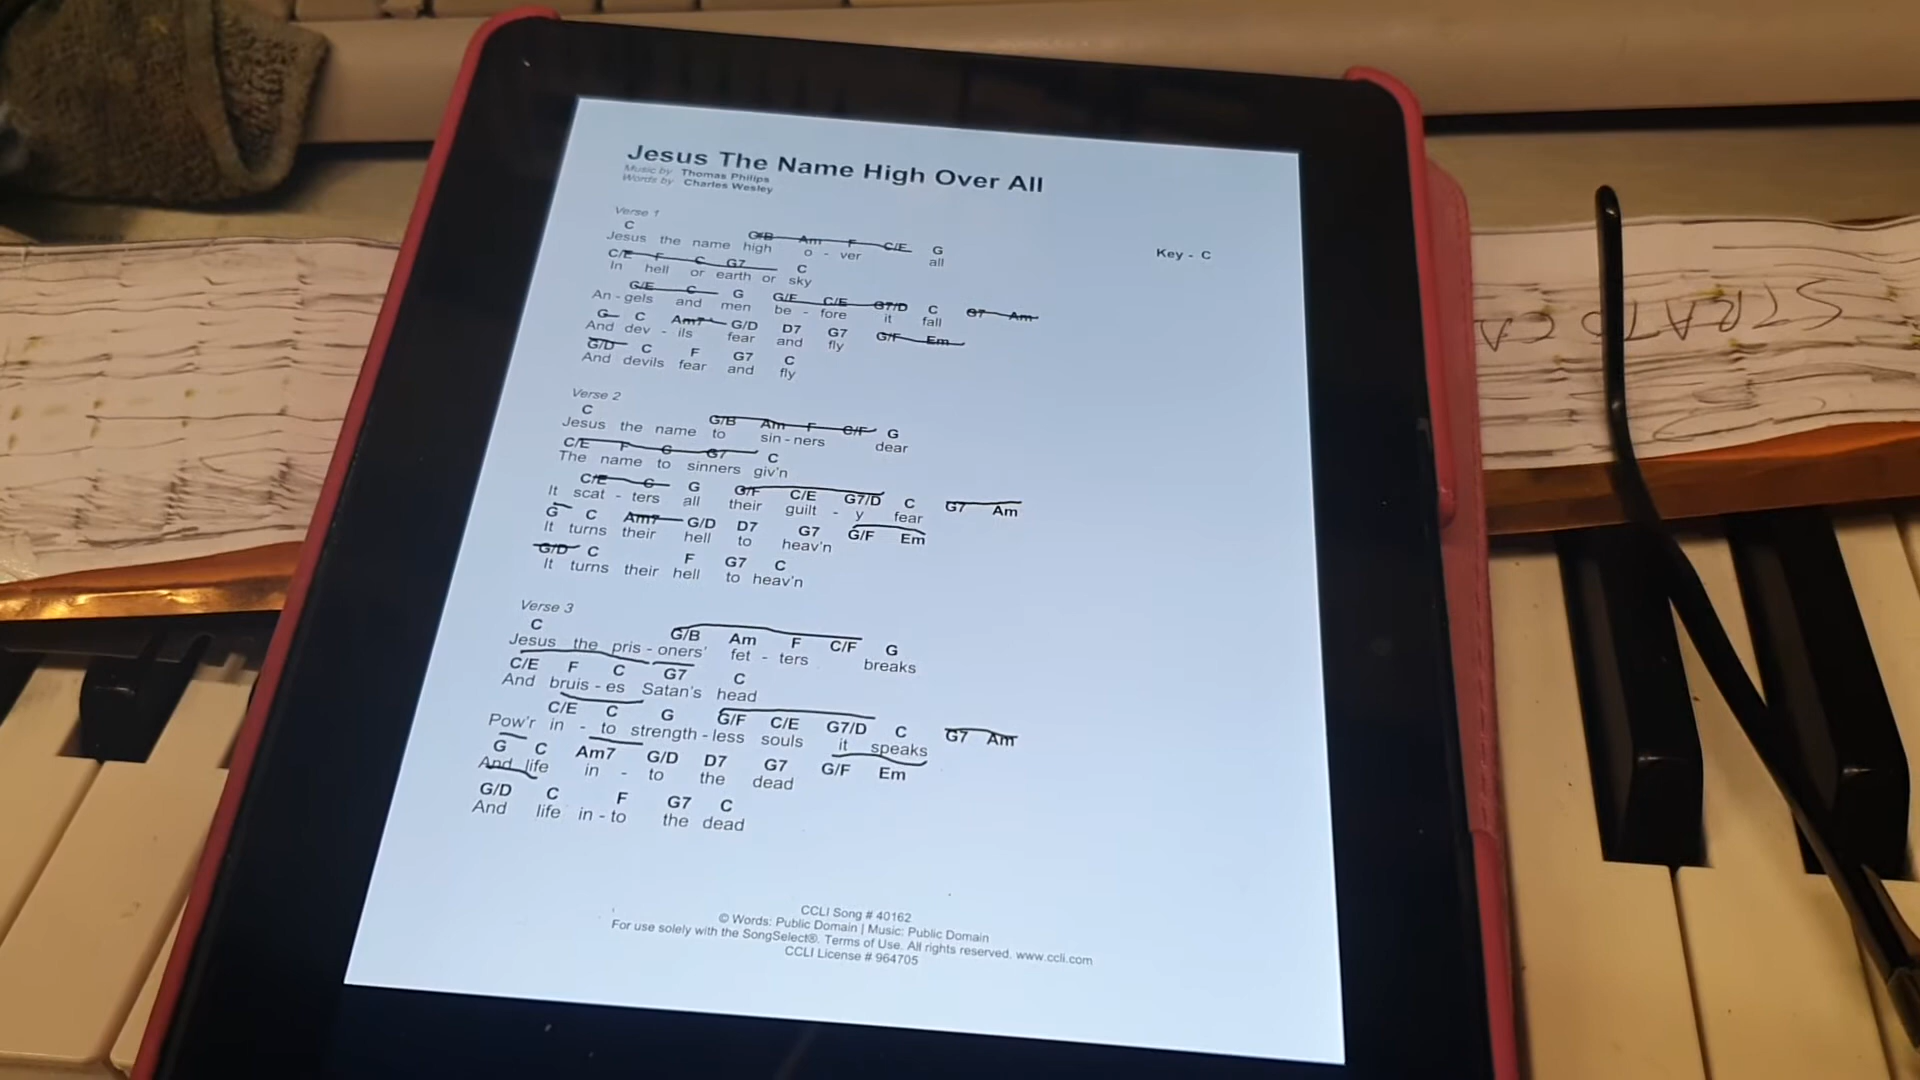 Jesus The Name High Over All
Music by Thomas Philips
Words by Charles Wesley
Key - C
Verse 1
C G/B Am F C/E G
Jesus the name high o - ver all
C/E F C G7 C
In hell or earth or sky
G/E C G G/F C/E G7/D C G7 Am
An - gels and men be - fore it fall
G C Am7 G/D D7 G7 G/F Em
And dev - ils fear and fly
G/D C F G7 C
And devils fear and fly
Verse 2
C G/B Am F C/F G
Jesus the name to sin - ners dear
C/E F C G7 C
The name to sinners giv'n
C/E C G G/F C/E G7/D C G7 Am
It scat - ters all their guilt - y fear
G C Am7 G/D D7 G7 G/F Em
It turns their hell to heav'n
G/D C F G7 C
It turns their hell to heav'n
Verse 3
C G/B Am F C/F G
Jesus the pris - oners' fet - ters breaks
C/E F C G7 C
And bruis - es Satan's head
C/E C G G/F C/E G7/D C G7 Am
Pow'r in - to strength - less souls it speaks
G C Am7 G/D D7 G7 G/F Em
And life in - to the dead
G/D C F G7 C
And life in - to the dead
CCLI Song # 40162
© Words: Public Domain | Music: Public Domain
For use solely with the SongSelect®. Terms of Use. All rights reserved. www.ccli.com
CCLI License # 964705